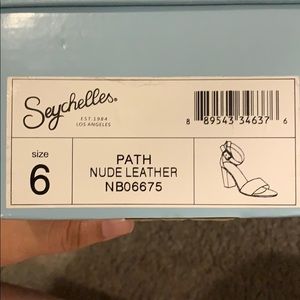 Seychelles®
EST. 1984
LOS ANGELES
8 89543 34637 6
size
6
PATH
NUDE LEATHER
NB06675